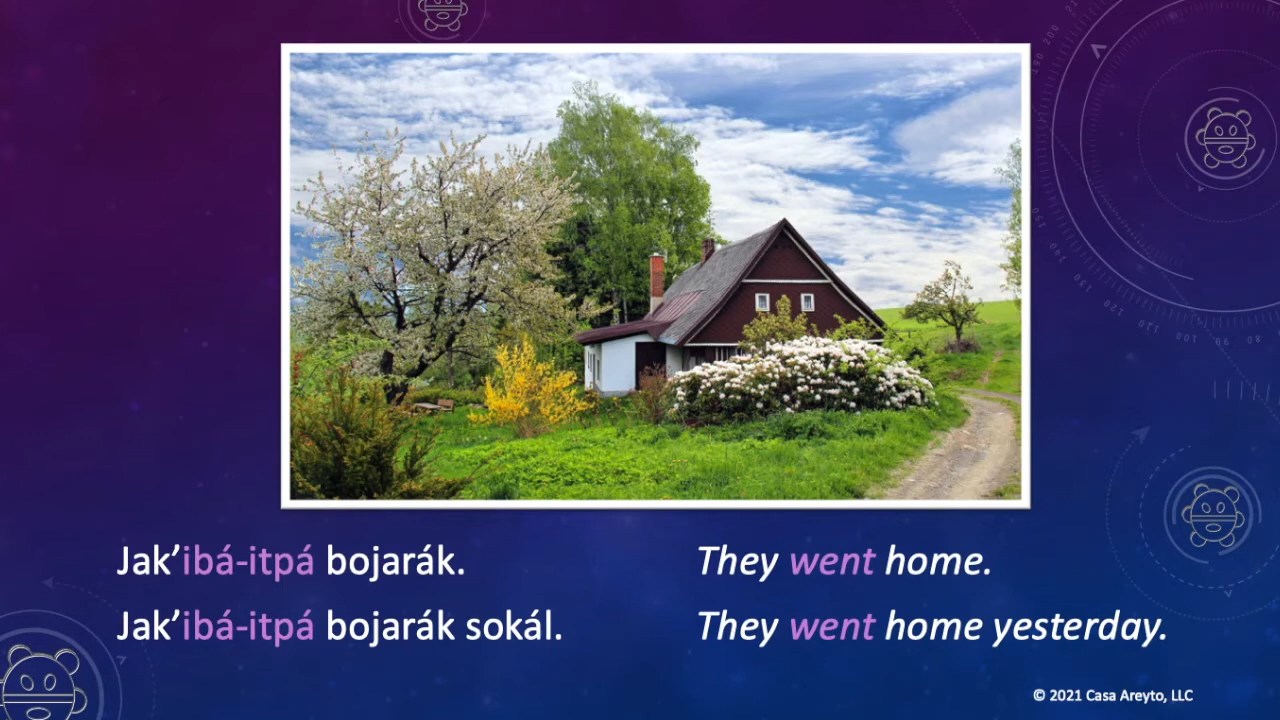 Jak’ibá-itpá bojarák.
They went home.
Jak’ibá-itpá bojarák sokál.
They went home yesterday.
© 2021 Casa Areyto, LLC